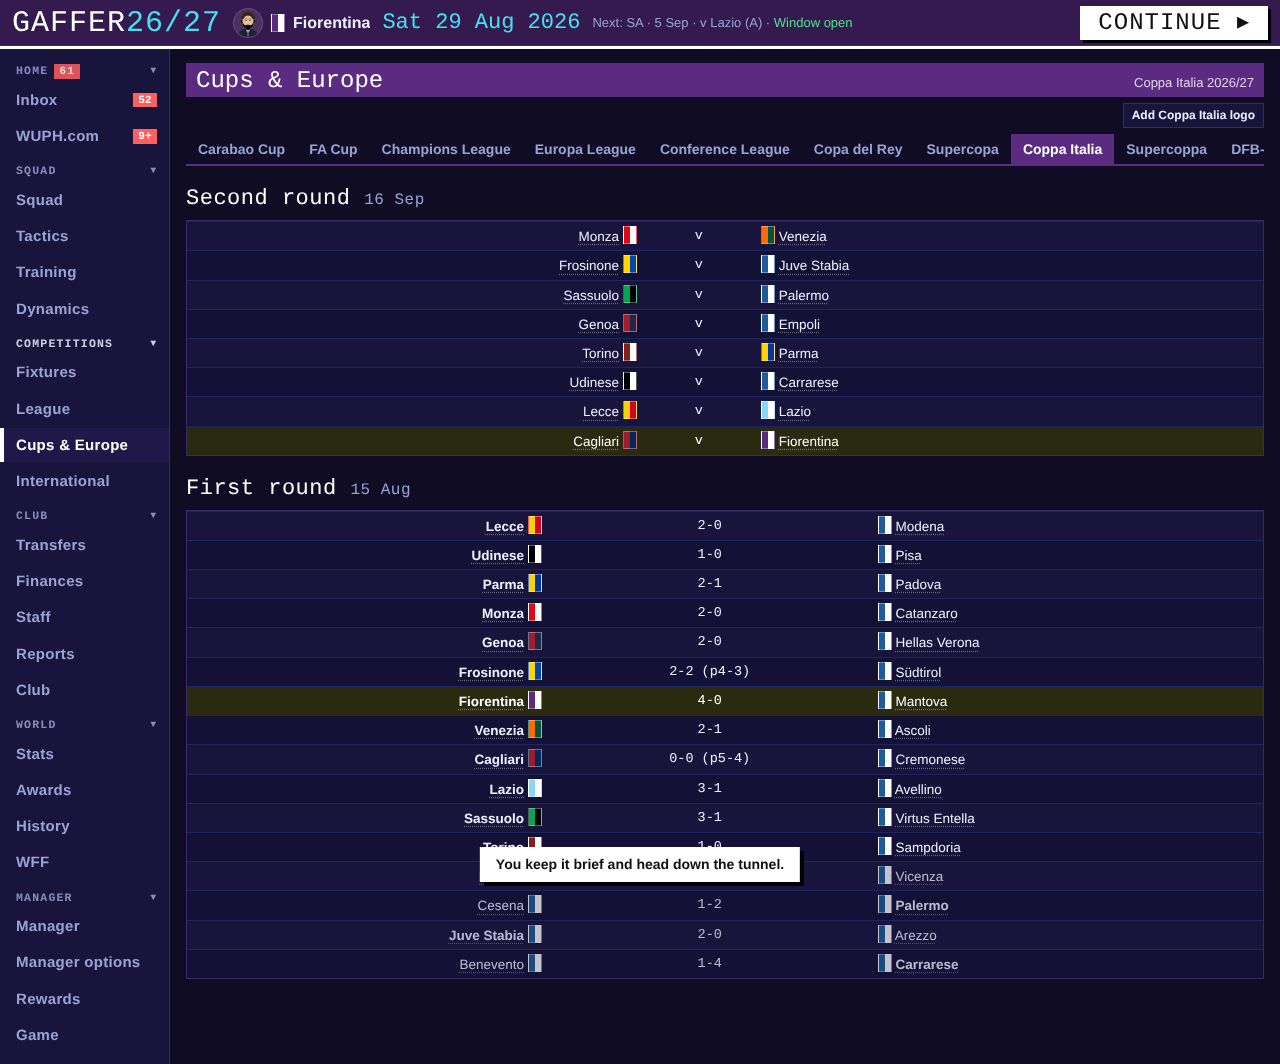 GAFFER26/27 Fiorentina Sat 29 Aug 2026 Next: SA · 5 Sep · v Lazio (A) · Window open CONTINUE ▶
HOME 61 ▼
Inbox 52
WUPH.com 9+
SQUAD ▼
Squad
Tactics
Training
Dynamics
COMPETITIONS ▼
Fixtures
League
Cups & Europe
International
CLUB ▼
Transfers
Finances
Staff
Reports
Club
WORLD ▼
Stats
Awards
History
WFF
MANAGER ▼
Manager
Manager options
Rewards
Game
Cups & Europe Coppa Italia 2026/27
Add Coppa Italia logo
Carabao Cup FA Cup Champions League Europa League Conference League Copa del Rey Supercopa Coppa Italia Supercoppa DFB-
Second round 16 Sep
Monza v Venezia
Frosinone v Juve Stabia
Sassuolo v Palermo
Genoa v Empoli
Torino v Parma
Udinese v Carrarese
Lecce v Lazio
Cagliari v Fiorentina
First round 15 Aug
Lecce 2-0 Modena
Udinese 1-0 Pisa
Parma 2-1 Padova
Monza 2-0 Catanzaro
Genoa 2-0 Hellas Verona
Frosinone 2-2 (p4-3) Südtirol
Fiorentina 4-0 Mantova
Venezia 2-1 Ascoli
Cagliari 0-0 (p5-4) Cremonese
Lazio 3-1 Avellino
Sassuolo 3-1 Virtus Entella
Torino 1-0 Sampdoria
You keep it brief and head down the tunnel.
Vicenza
Cesena 1-2 Palermo
Juve Stabia 2-0 Arezzo
Benevento 1-4 Carrarese